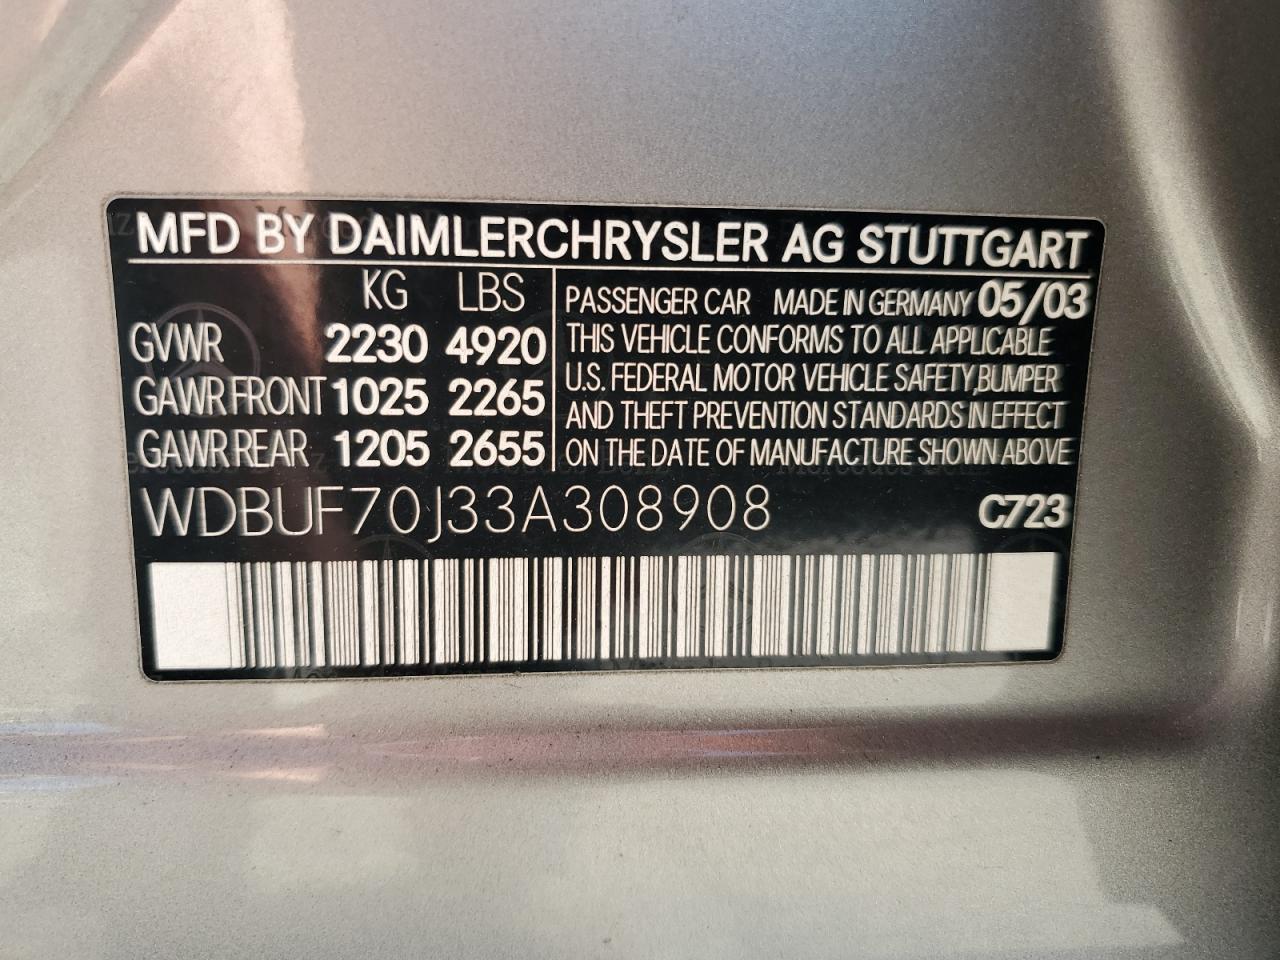 MFD BY DAIMLERCHRYSLER AG STUTTGART
KG LBS
GVWR 2230 4920
GAWR FRONT 1025 2265
GAWR REAR 1205 2655
PASSENGER CAR MADE IN GERMANY 05/03
THIS VEHICLE CONFORMS TO ALL APPLICABLE
U.S. FEDERAL MOTOR VEHICLE SAFETY,BUMPER
AND THEFT PREVENTION STANDARDS IN EFFECT
ON THE DATE OF MANUFACTURE SHOWN ABOVE
WDBUF70J33A308908 C723